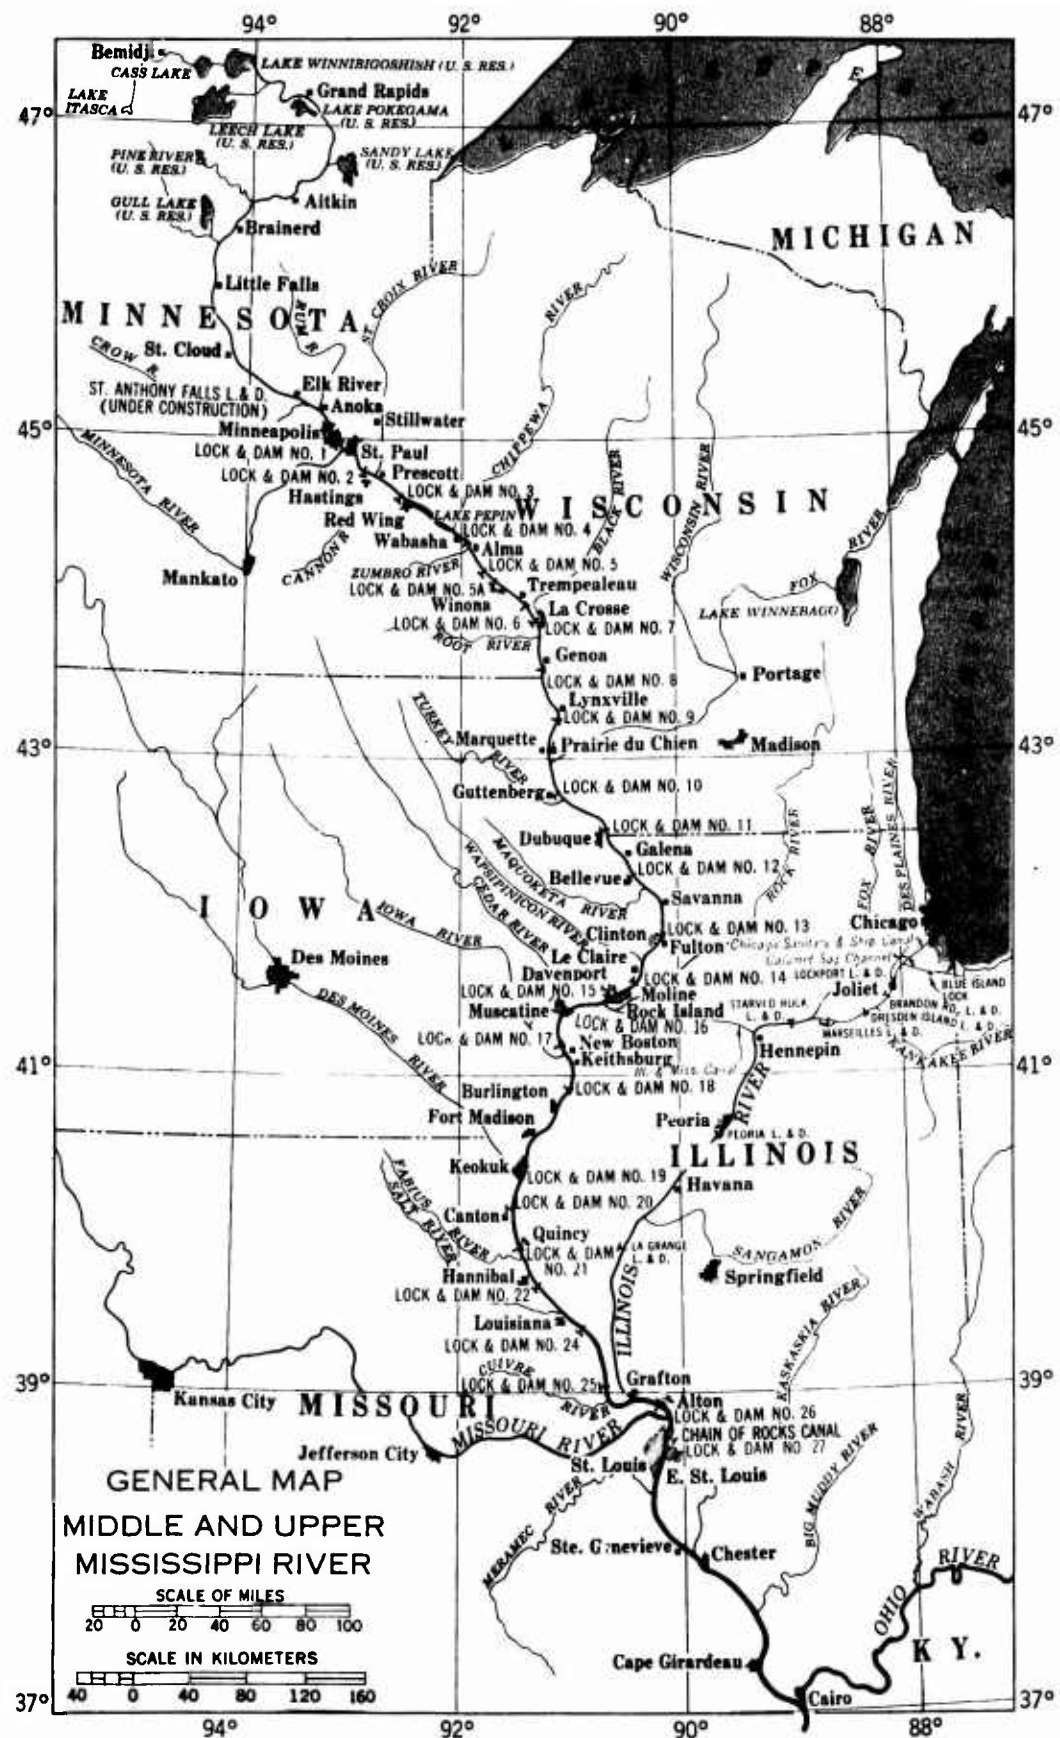 94° 92° 90° 88°
Bemidji
CASS LAKE
LAKE WINNIBIGOSHISH (U. S. RES.)
LAKE
ITASCA
Grand Rapids
LAKE POKEGAMA
(U. S. RES.)
47° 47°
LEECH LAKE
(U. S. RES.)
PINE RIVER
(U. S. RES.)
SANDY LAKE
(U. S. RES.)
GULL LAKE
(U. S. RES.)
Aitkin
Brainerd
MICHIGAN
Little Falls
MINNESOTA
RUM R.
ST. CROIX RIVER
RIVER
CROW R.
St. Cloud
Elk River
ST. ANTHONY FALLS L. & D.
(UNDER CONSTRUCTION)
Anoka
Stillwater
45° 45°
Minneapolis
LOCK & DAM NO. 1
St. Paul
MINNESOTA RIVER
LOCK & DAM NO. 2
Prescott
CHIPPEWA
Hastings
LOCK & DAM NO. 3
WISCONSIN
Red Wing
LAKE PEPIN
LOCK & DAM NO. 4
Wabasha
Alma
BLACK RIVER
WISCONSIN RIVER
RIVER
CANNON R.
ZUMBRO RIVER
LOCK & DAM NO. 5
Mankato
LOCK & DAM NO. 5A
Trempealeau
FOX
Winona
La Crosse
LAKE WINNEBAGO
LOCK & DAM NO. 6
LOCK & DAM NO. 7
ROOT RIVER
Genoa
LOCK & DAM NO. 8
Portage
Lynxville
LOCK & DAM NO. 9
TURKEY RIVER
Marquette
Prairie du Chien
Madison
43° 43°
Guttenberg
LOCK & DAM NO. 10
Dubuque
LOCK & DAM NO. 11
Galena
LOCK & DAM NO. 12
Bellevue
MAQUOKETA RIVER
WAPSIPINICON RIVER
CEDAR RIVER
ROCK RIVER
FOX RIVER
DES PLAINES RIVER
Savanna
IOWA
IOWA RIVER
LOCK & DAM NO. 13
Chicago
Clinton
Fulton
Chicago Sanitary & Ship Canal
Calumet Sag Channel
Des Moines
Le Claire
Davenport
LOCK & DAM NO. 14
LOCKPORT L. & D.
LOCK & DAM NO. 15
Moline
Joliet
BLUE ISLAND
LOCK
DES MOINES RIVER
Muscatine
Rock Island
STARVED ROCK
L. & D.
BRANDON RD. L. & D.
DRESDEN ISLAND L. & D.
LOCK & DAM NO. 16
MARSEILLES L. & D.
LOCK & DAM NO. 17
New Boston
Hennepin
KANKAKEE RIVER
Keithsburg
Ill. & Miss. Canal
41° 41°
Burlington
LOCK & DAM NO. 18
Fort Madison
Peoria
RIVER
PEORIA L. & D.
ILLINOIS
Keokuk
LOCK & DAM NO. 19
Havana
FABIUS RIVER
SALT RIVER
LOCK & DAM NO. 20
Canton
Quincy
LOCK & DAM
NO. 21
LA GRANGE
L. & D.
SANGAMON RIVER
Hannibal
Springfield
LOCK & DAM NO. 22
ILLINOIS
Louisiana
LOCK & DAM NO. 24
KASKASKIA RIVER
CUIVRE RIVER
LOCK & DAM NO. 25
39° 39°
Grafton
Kansas City
MISSOURI
Alton
LOCK & DAM NO. 26
CHAIN OF ROCKS CANAL
LOCK & DAM NO 27
Jefferson City
MISSOURI RIVER
St. Louis
E. St. Louis
MERAMEC RIVER
BIG MUDDY RIVER
WABASH RIVER
GENERAL MAP
MIDDLE AND UPPER
MISSISSIPPI RIVER
Ste. Genevieve
Chester
OHIO RIVER
SCALE OF MILES
20 0 20 40 60 80 100
KY.
SCALE IN KILOMETERS
40 0 40 80 120 160
Cape Girardeau
Cairo
37° 37°
94° 92° 90° 88°